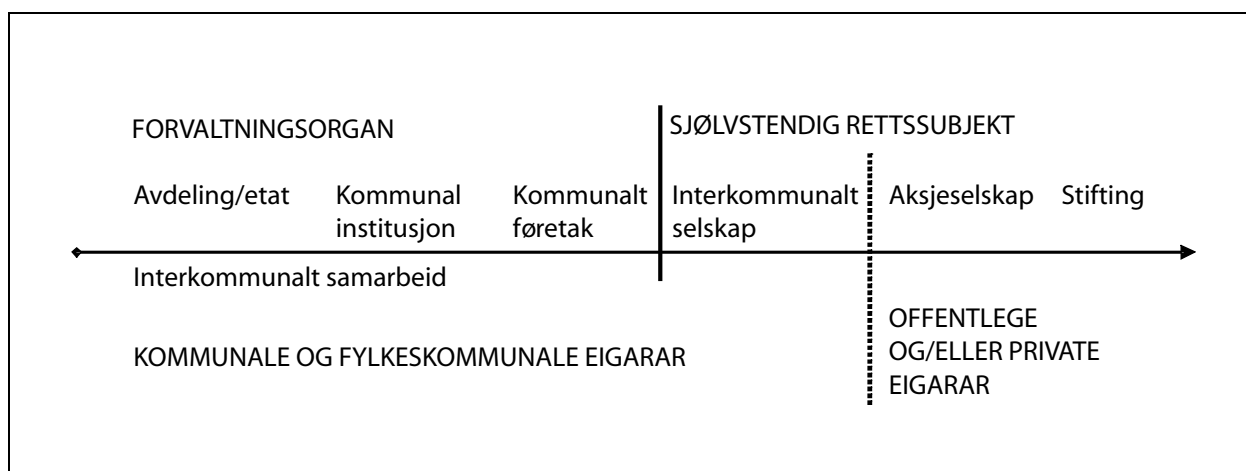 FORVALTNINGSORGAN
SJØLVSTENDIG RETTSSUBJEKT
Avdeling/etat
Kommunal
institusjon
Kommunalt
føretak
Interkommunalt
selskap
Aksjeselskap
Stifting
Interkommunalt samarbeid
KOMMUNALE OG FYLKESKOMMUNALE EIGARAR
OFFENTLEGE
OG/ELLER PRIVATE
EIGARAR